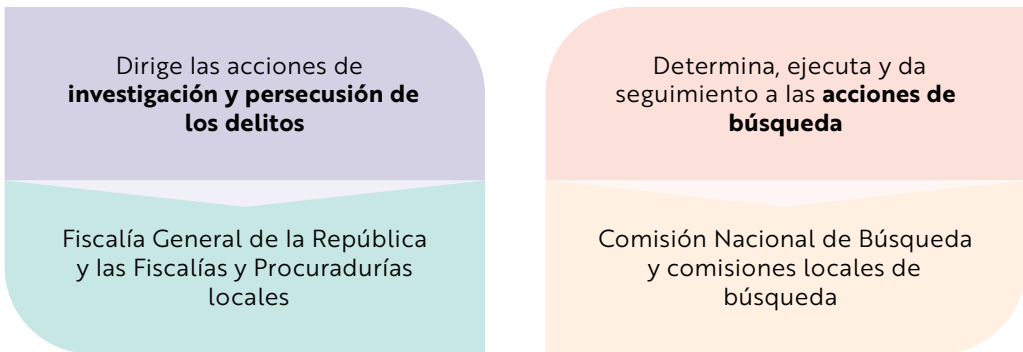 Dirige las acciones de
investigación y persecusión de
los delitos
Fiscalía General de la República
y las Fiscalías y Procuradurías
locales
Determina, ejecuta y da
seguimiento a las acciones de
búsqueda
Comisión Nacional de Búsqueda
y comisiones locales de
búsqueda